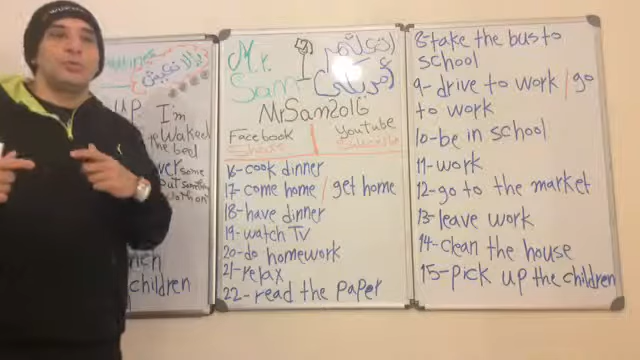 I'm
Waked
the bed
children
Mr.
Sam
MrSam2016
Facebook
Share
YouTube
Subscribe
16-cook dinner
17-come home / get home
18-have dinner
19-watch TV
20-do homework
21-relax
22-read the paper
8-take the bus to
school
9-drive to work / go
to work
10-be in school
11-work
12-go to the market
13-leave work
14-clean the house
15-pick up the children